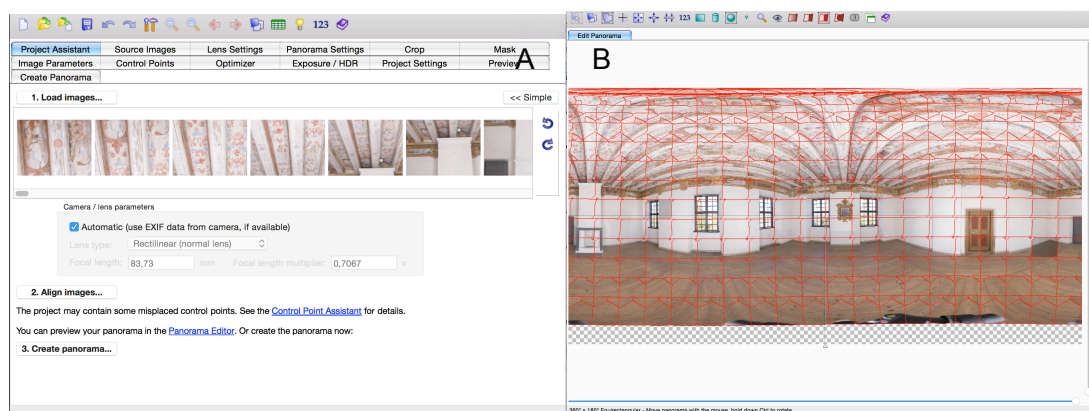 123
Project Assistant Source Images Lens Settings Panorama Settings Crop Mask
Image Parameters Control Points Optimizer Exposure / HDR Project Settings Preview
A
Create Panorama
1. Load images...
<< Simple
Camera / lens parameters
Automatic (use EXIF data from camera, if available)
Lens type: Rectilinear (normal lens)
Focal length: 83,73 mm Focal length multiplier: 0,7067 x
2. Align images...
The project may contain some misplaced control points. See the Control Point Assistant for details.
You can preview your panorama in the Panorama Editor. Or create the panorama now:
3. Create panorama...
123
Edit Panorama
B
360° x 180° Equirectangular - Move panorama with the mouse, hold down Ctrl to rotate